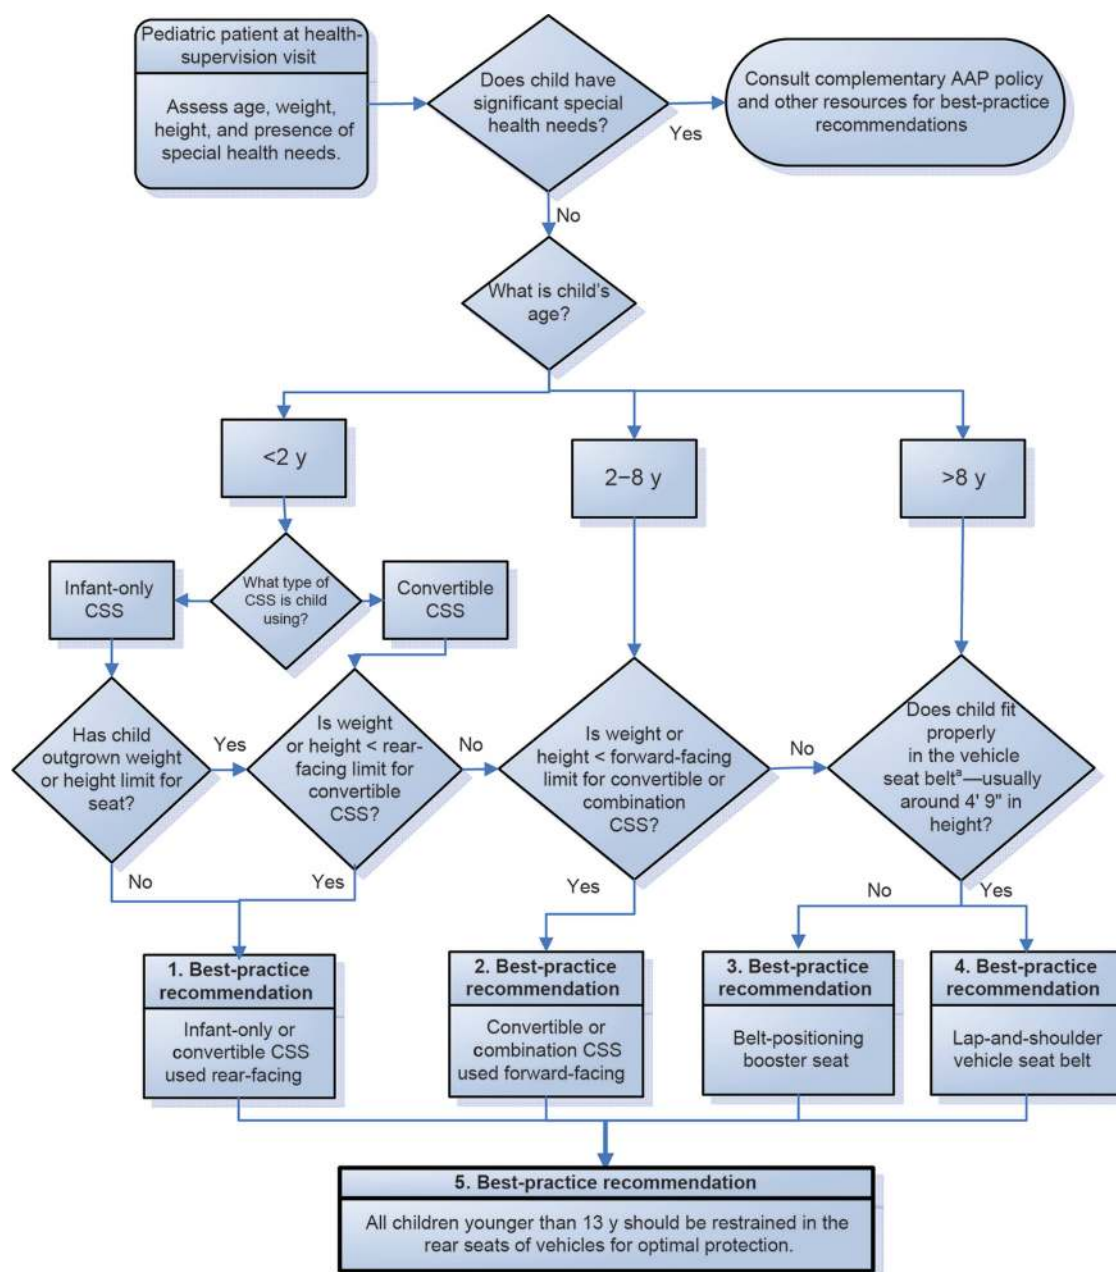 Pediatric patient at health-
supervision visit
Assess age, weight,
height, and presence of
special health needs.
Does child have
significant special
health needs?
Yes
Consult complementary AAP policy
and other resources for best-practice
recommendations
No
What is child's
age?
<2 y
2–8 y
>8 y
Infant-only
CSS
What type of
CSS is child
using?
Convertible
CSS
Has child
outgrown weight
or height limit for
seat?
Yes
Is weight
or height < rear-
facing limit for
convertible
CSS?
No
Is weight or
height < forward-facing
limit for convertible or
combination
CSS?
No
Does child fit
properly
in the vehicle
seat beltª—usually
around 4' 9" in
height?
No
Yes
Yes
No
Yes
1. Best-practice
recommendation
Infant-only or
convertible CSS
used rear-facing
2. Best-practice
recommendation
Convertible or
combination CSS
used forward-facing
3. Best-practice
recommendation
Belt-positioning
booster seat
4. Best-practice
recommendation
Lap-and-shoulder
vehicle seat belt
5. Best-practice recommendation
All children younger than 13 y should be restrained in the
rear seats of vehicles for optimal protection.